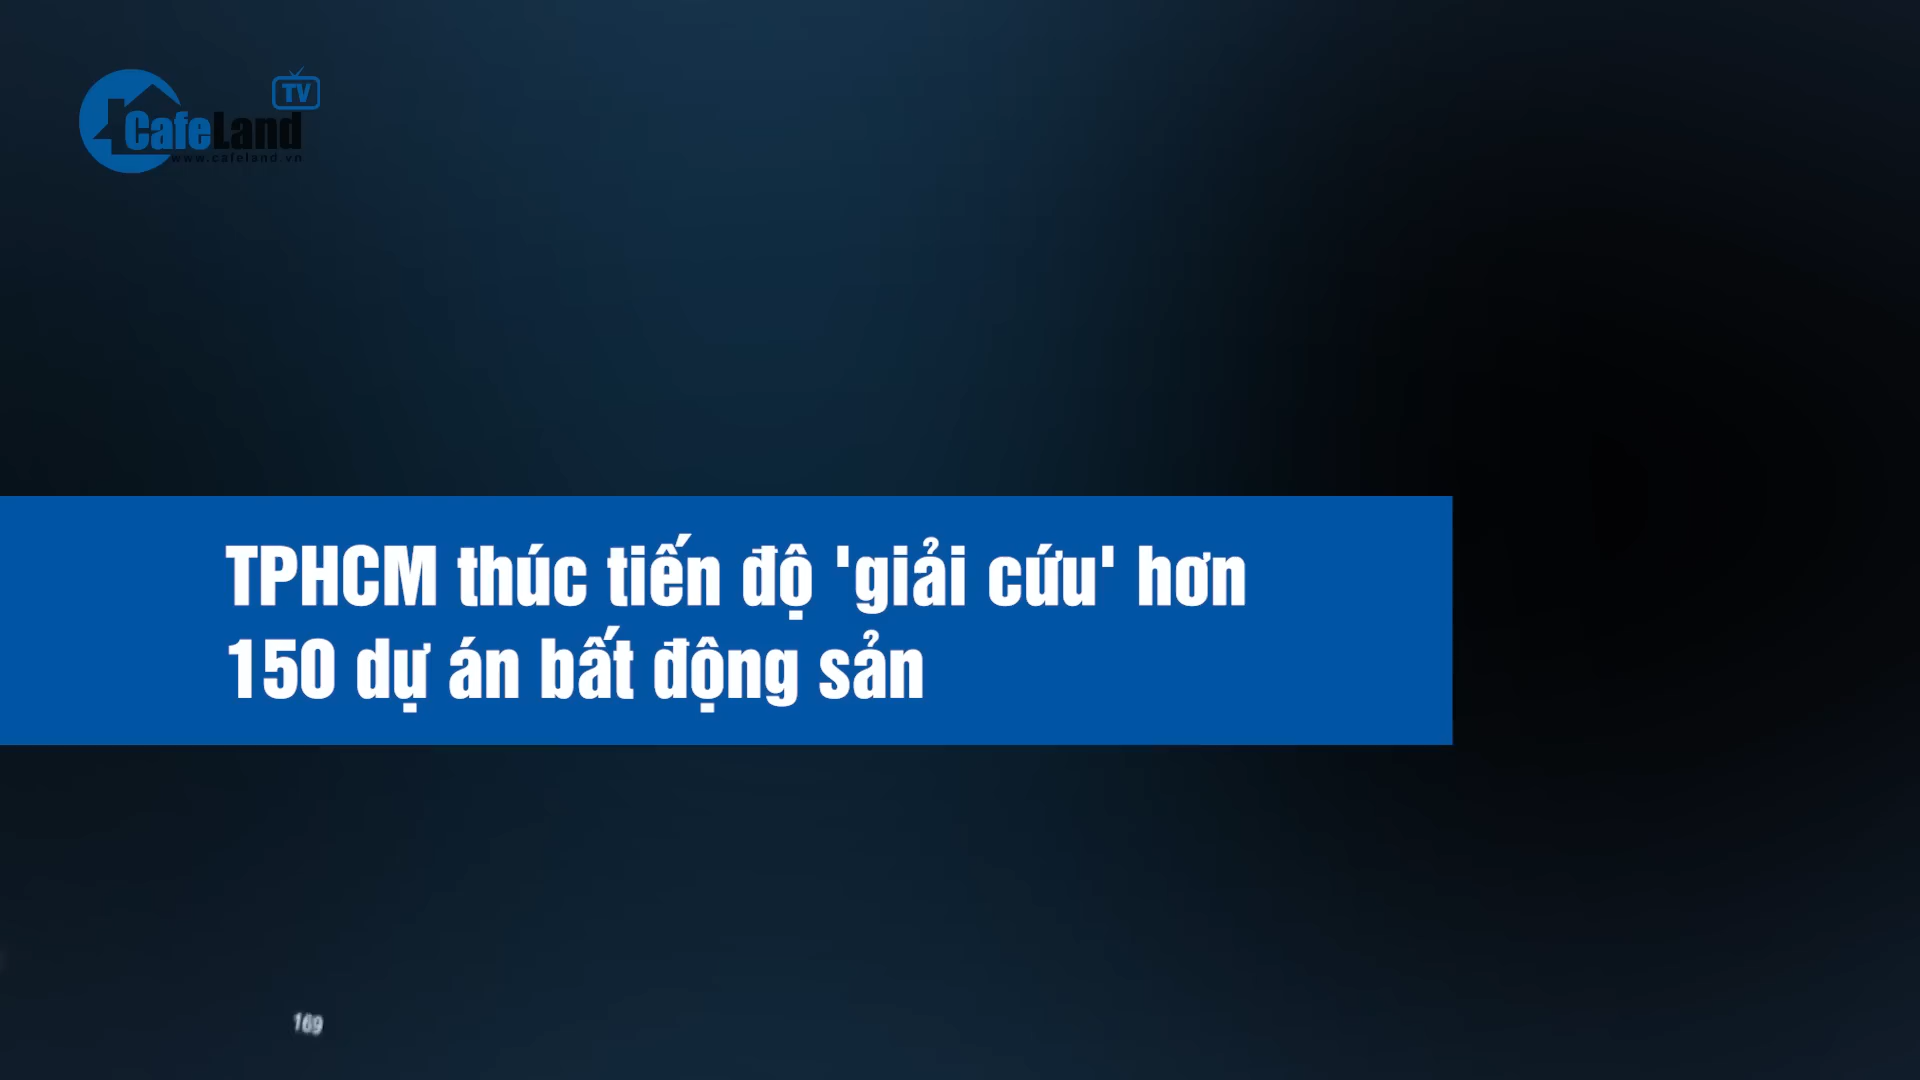 TV
CafeLand
www.cafeland.vn
TPHCM thúc tiến độ 'giải cứu' hơn
150 dự án bất động sản
169